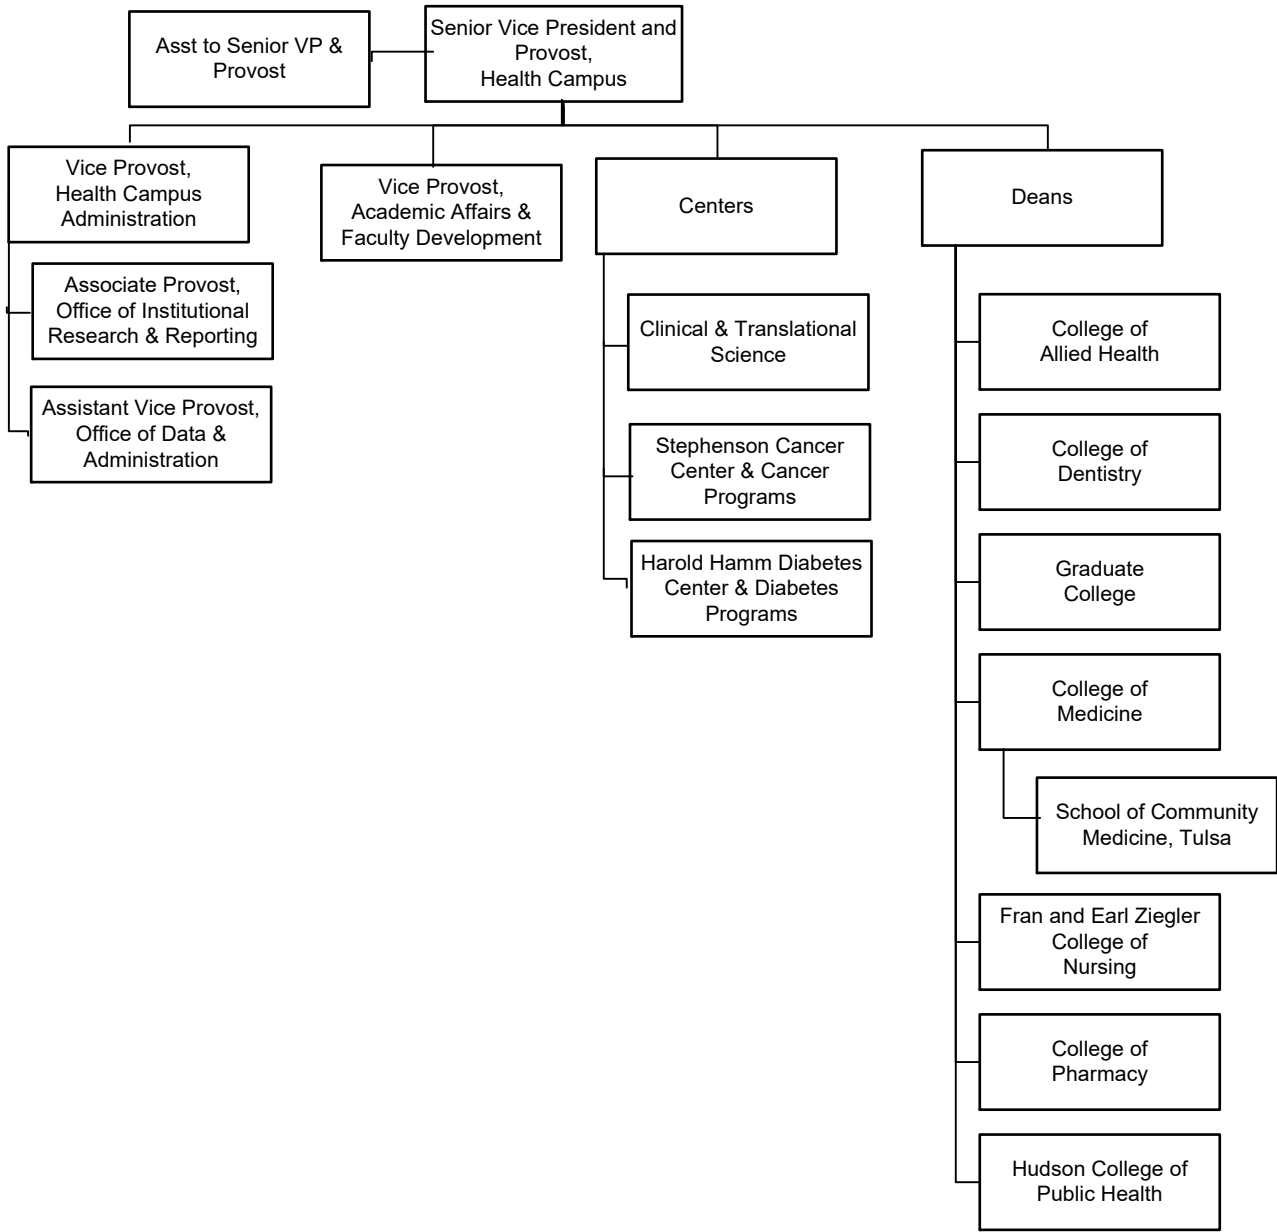 Asst to Senior VP &
Provost
Senior Vice President and
Provost,
Health Campus
Vice Provost,
Health Campus
Administration
Associate Provost,
Office of Institutional
Research & Reporting
Assistant Vice Provost,
Office of Data &
Administration
Vice Provost,
Academic Affairs &
Faculty Development
Centers
Clinical & Translational
Science
Stephenson Cancer
Center & Cancer
Programs
Harold Hamm Diabetes
Center & Diabetes
Programs
Deans
College of
Allied Health
College of
Dentistry
Graduate
College
College of
Medicine
School of Community
Medicine, Tulsa
Fran and Earl Ziegler
College of
Nursing
College of
Pharmacy
Hudson College of
Public Health